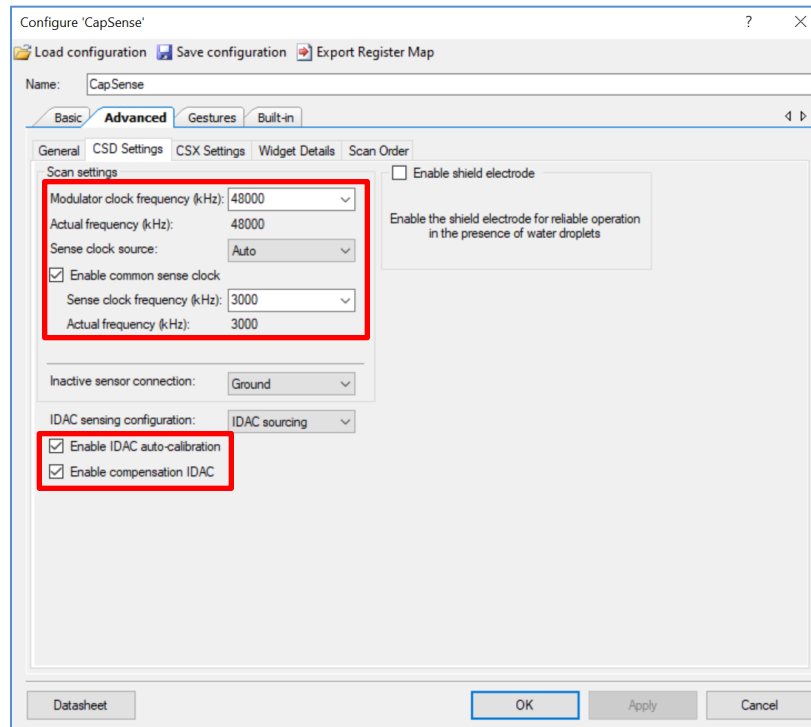 Configure 'CapSense'
Load configuration Save configuration Export Register Map
Name: CapSense
Basic Advanced Gestures Built-in
General CSD Settings CSX Settings Widget Details Scan Order
Scan settings
Modulator clock frequency (kHz): 48000
Actual frequency (kHz): 48000
Sense clock source: Auto
Enable common sense clock
Sense clock frequency (kHz): 3000
Actual frequency (kHz): 3000
Inactive sensor connection: Ground
IDAC sensing configuration: IDAC sourcing
Enable IDAC auto-calibration
Enable compensation IDAC
Enable shield electrode
Enable the shield electrode for reliable operation
in the presence of water droplets
Datasheet OK Apply Cancel